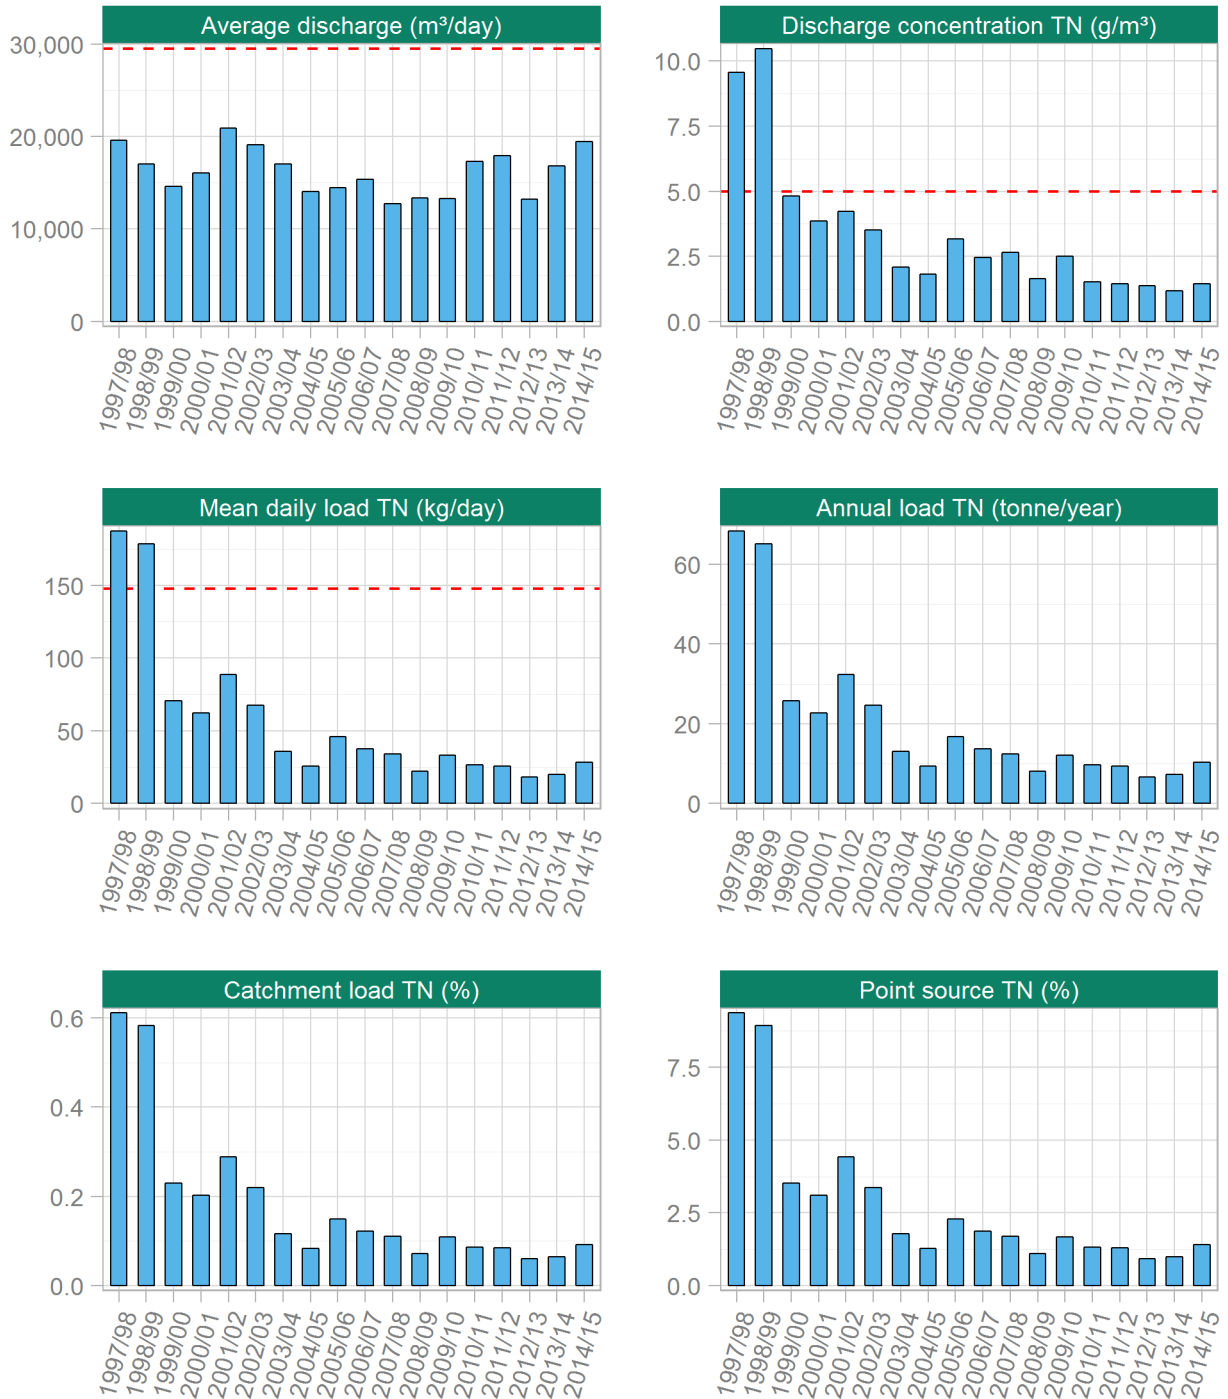 Average discharge (m³/day)
30,000
20,000
10,000
0
1997/98 1998/99 1999/00 2000/01 2001/02 2002/03 2003/04 2004/05 2005/06 2006/07 2007/08 2008/09 2009/10 2010/11 2011/12 2012/13 2013/14 2014/15
Discharge concentration TN (g/m³)
10.0
7.5
5.0
2.5
0.0
1997/98 1998/99 1999/00 2000/01 2001/02 2002/03 2003/04 2004/05 2005/06 2006/07 2007/08 2008/09 2009/10 2010/11 2011/12 2012/13 2013/14 2014/15
Mean daily load TN (kg/day)
150
100
50
0
1997/98 1998/99 1999/00 2000/01 2001/02 2002/03 2003/04 2004/05 2005/06 2006/07 2007/08 2008/09 2009/10 2010/11 2011/12 2012/13 2013/14 2014/15
Annual load TN (tonne/year)
60
40
20
0
1997/98 1998/99 1999/00 2000/01 2001/02 2002/03 2003/04 2004/05 2005/06 2006/07 2007/08 2008/09 2009/10 2010/11 2011/12 2012/13 2013/14 2014/15
Catchment load TN (%)
0.6
0.4
0.2
0.0
1997/98 1998/99 1999/00 2000/01 2001/02 2002/03 2003/04 2004/05 2005/06 2006/07 2007/08 2008/09 2009/10 2010/11 2011/12 2012/13 2013/14 2014/15
Point source TN (%)
7.5
5.0
2.5
0.0
1997/98 1998/99 1999/00 2000/01 2001/02 2002/03 2003/04 2004/05 2005/06 2006/07 2007/08 2008/09 2009/10 2010/11 2011/12 2012/13 2013/14 2014/15